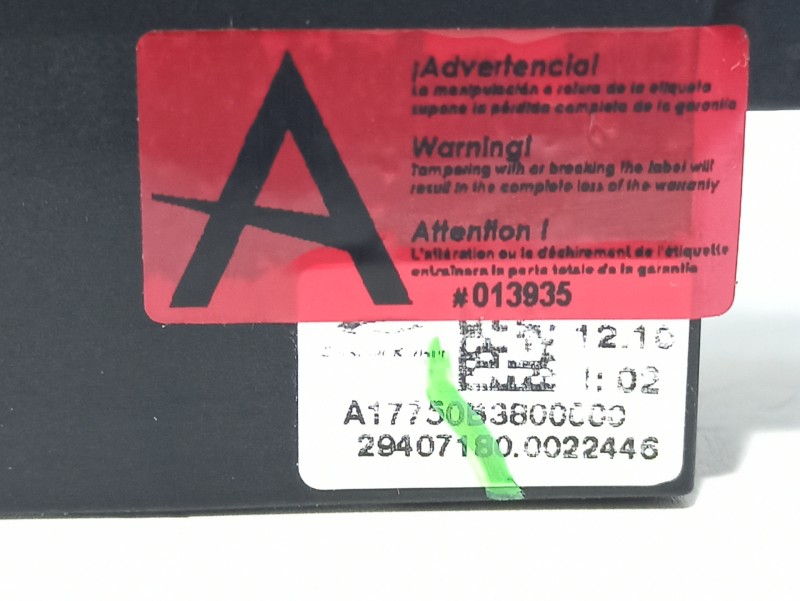 A
¡Advertencia!
La manipulación o rotura de la etiqueta
supone la pérdida completa de la garantía
Warning!
Tampering with or breaking the label will
result in the complete loss of the warranty
Attention !
L'altération ou le déchirement de l'étiquette
entraînera la perte totale de la garantie
#013935
02
29407180.0022446